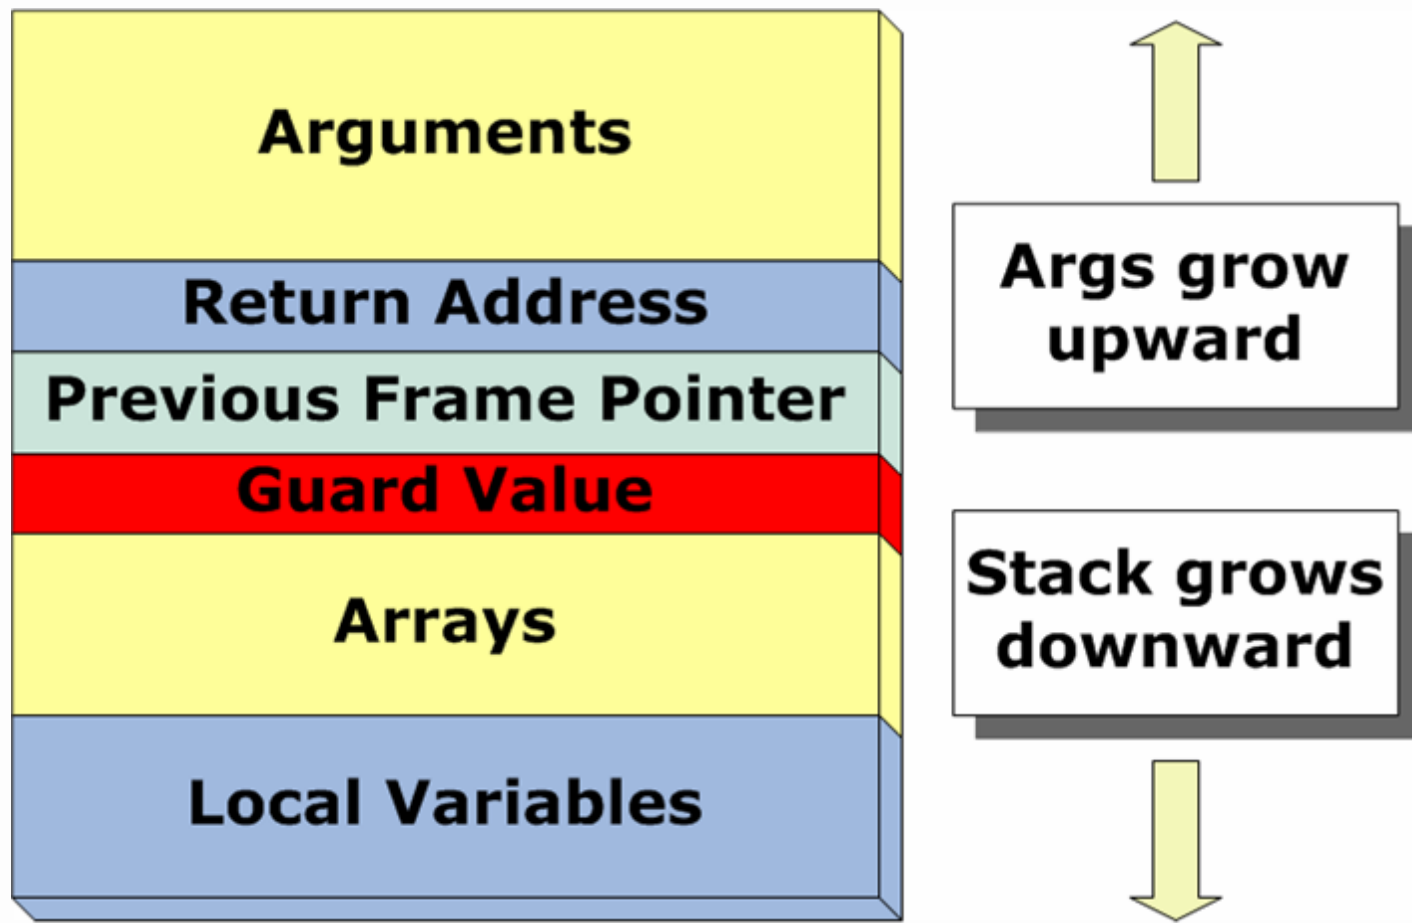 Arguments
Return Address
Previous Frame Pointer
Guard Value
Arrays
Local Variables
Args grow
upward
Stack grows
downward